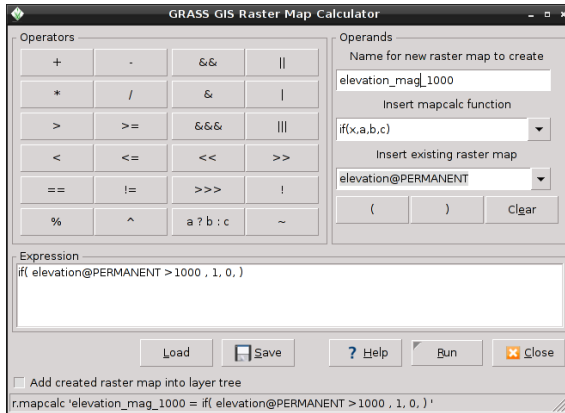 GRASS GIS Raster Map Calculator
Operators
+ - && ||
* / & |
> >= &&& |||
< <= << >>
== != >>> !
% ^ a ? b : c ~
Operands
Name for new raster map to create
elevation_mag_1000
Insert mapcalc function
if(x,a,b,c)
Insert existing raster map
elevation@PERMANENT
( ) Clear
Expression
if( elevation@PERMANENT >1000 , 1, 0, )
Load Save ? Help Run Close
Add created raster map into layer tree
r.mapcalc 'elevation_mag_1000 = if( elevation@PERMANENT >1000 , 1, 0, ) '